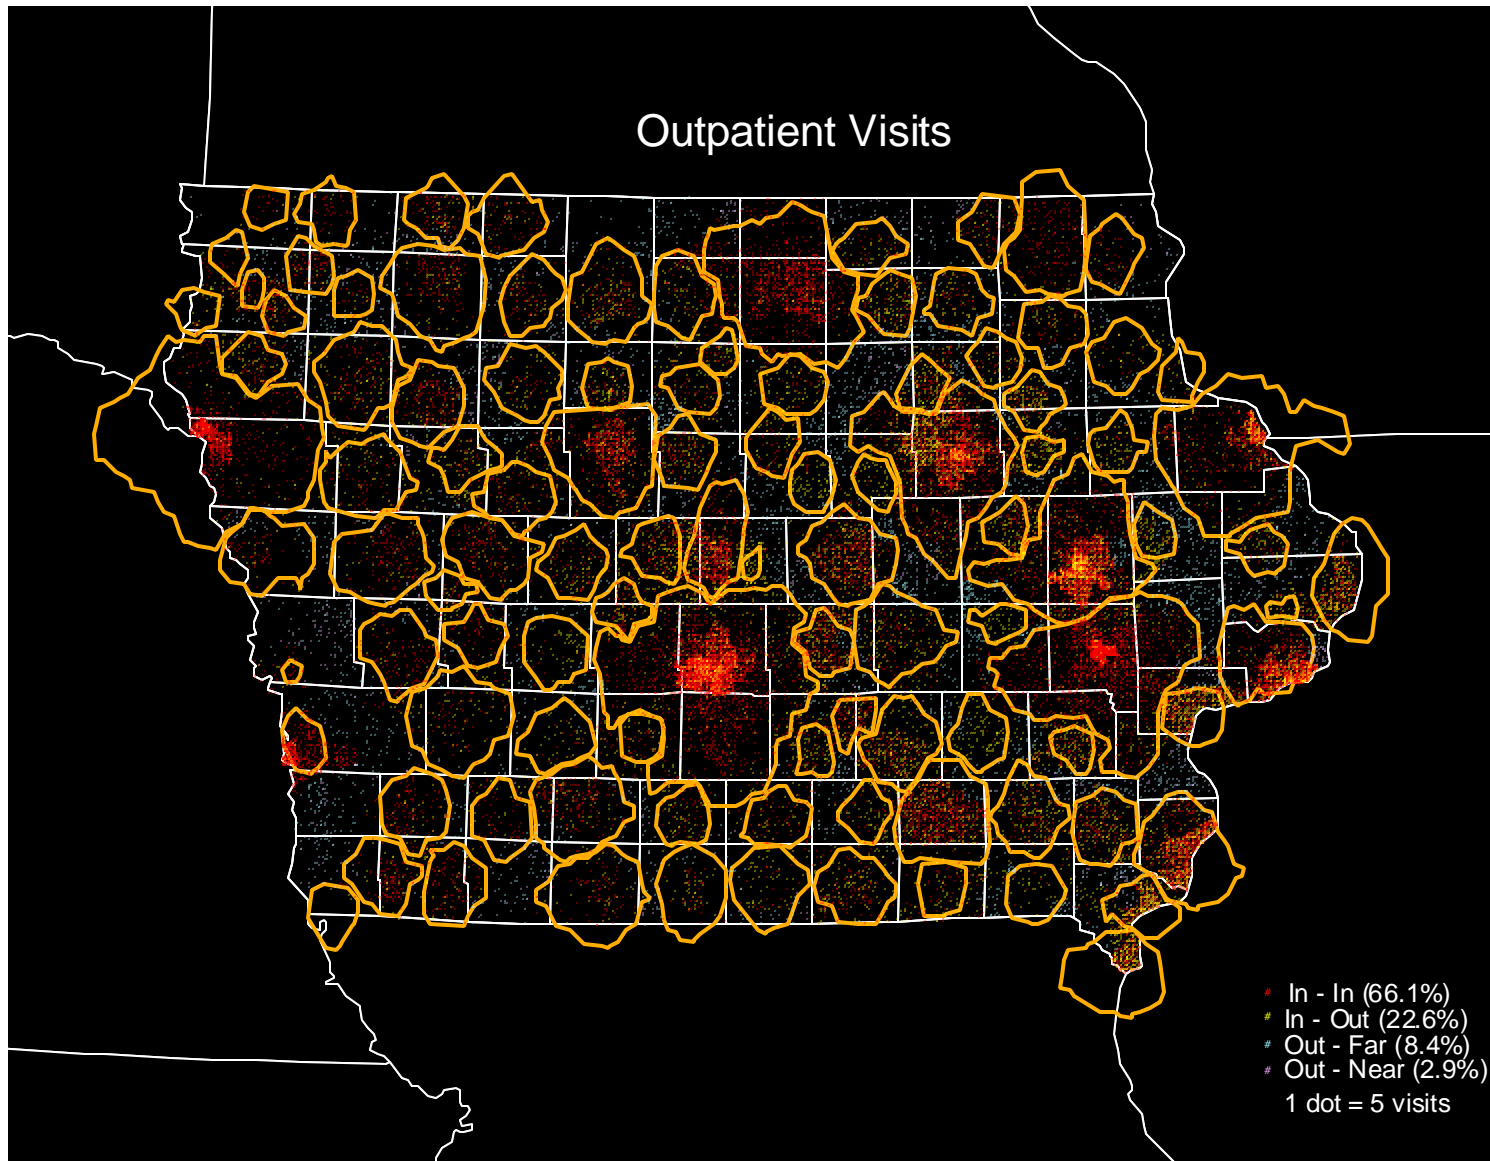 Outpatient Visits
# In - In (66.1%)
# In - Out (22.6%)
# Out - Far (8.4%)
# Out - Near (2.9%)
1 dot = 5 visits